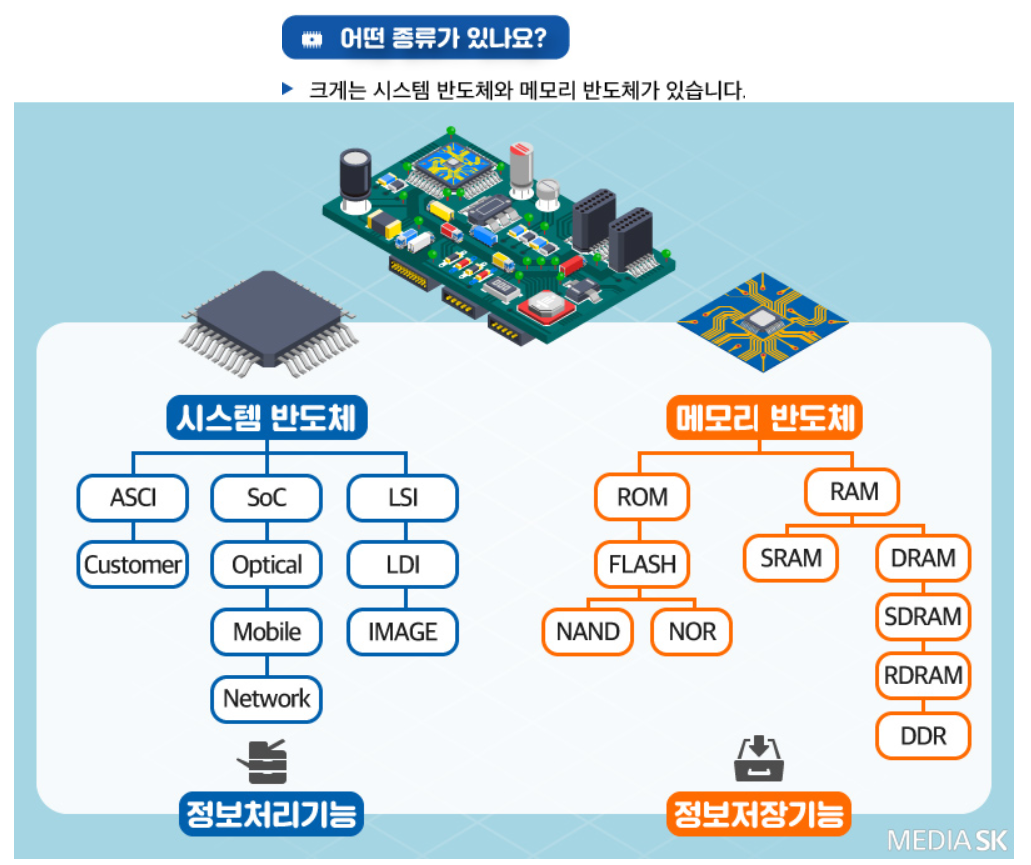 어떤 종류가 있나요?
크게는 시스템 반도체와 메모리 반도체가 있습니다.
시스템 반도체
ASCI
SoC
LSI
Customer
Optical
LDI
Mobile
IMAGE
Network
정보처리기능
메모리 반도체
ROM
RAM
FLASH
SRAM
DRAM
NAND
NOR
SDRAM
RDRAM
DDR
정보저장기능
MEDIA SK